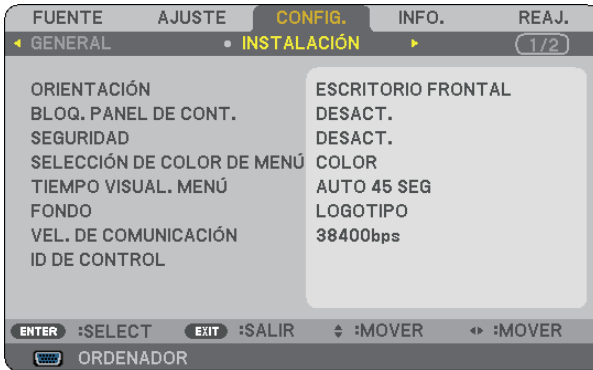 FUENTE AJUSTE CONFIG. INFO. REAJ.
GENERAL INSTALACIÓN 1/2
ORIENTACIÓN ESCRITORIO FRONTAL
BLOQ. PANEL DE CONT. DESACT.
SEGURIDAD DESACT.
SELECCIÓN DE COLOR DE MENÚ COLOR
TIEMPO VISUAL. MENÚ AUTO 45 SEG
FONDO LOGOTIPO
VEL. DE COMUNICACIÓN 38400bps
ID DE CONTROL
ENTER :SELECT EXIT :SALIR :MOVER :MOVER
ORDENADOR